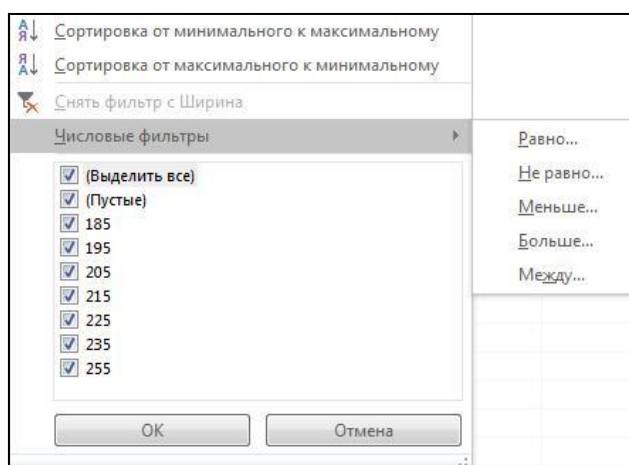 Сортировка от минимального к максимальному
Сортировка от максимального к минимальному
Снять фильтр с Ширина
Числовые фильтры
(Выделить все)
(Пустые)
185
195
205
215
225
235
255
ОК
Отмена
Равно...
Не равно...
Меньше...
Больше...
Между...